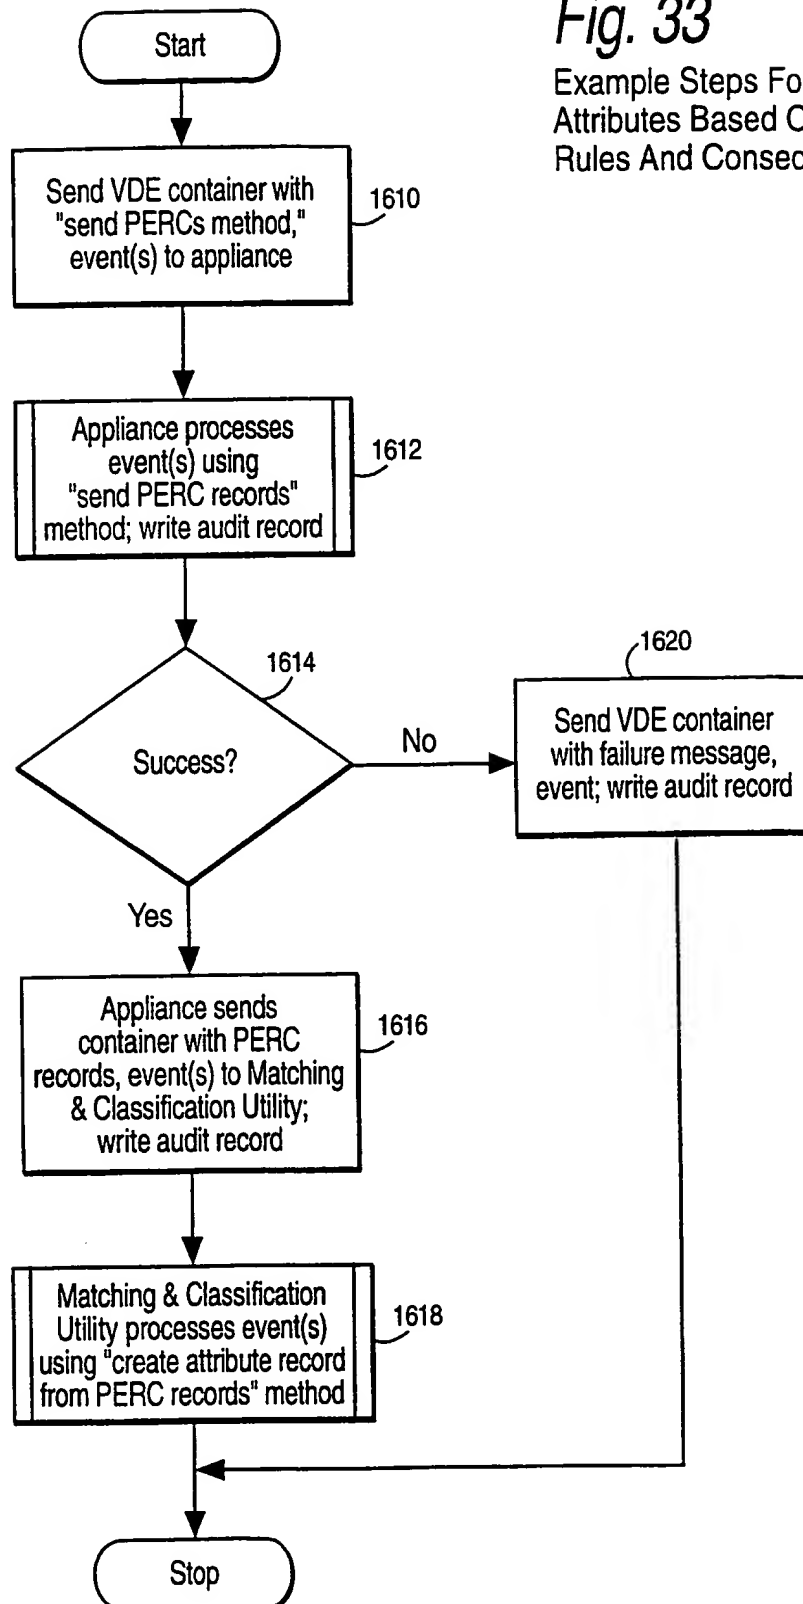 Start
Fig. 33
Example Steps Fo
Attributes Based O
Rules And Consec
Send VDE container with
"send PERCs method,"
event(s) to appliance
1610
Appliance processes
event(s) using
"send PERC records"
method; write audit record
1612
1614
Success?
No
Yes
1620
Send VDE container
with failure message,
event; write audit record
Appliance sends
container with PERC
records, event(s) to Matching
& Classification Utility;
write audit record
1616
Matching & Classification
Utility processes event(s)
using "create attribute record
from PERC records" method
1618
Stop